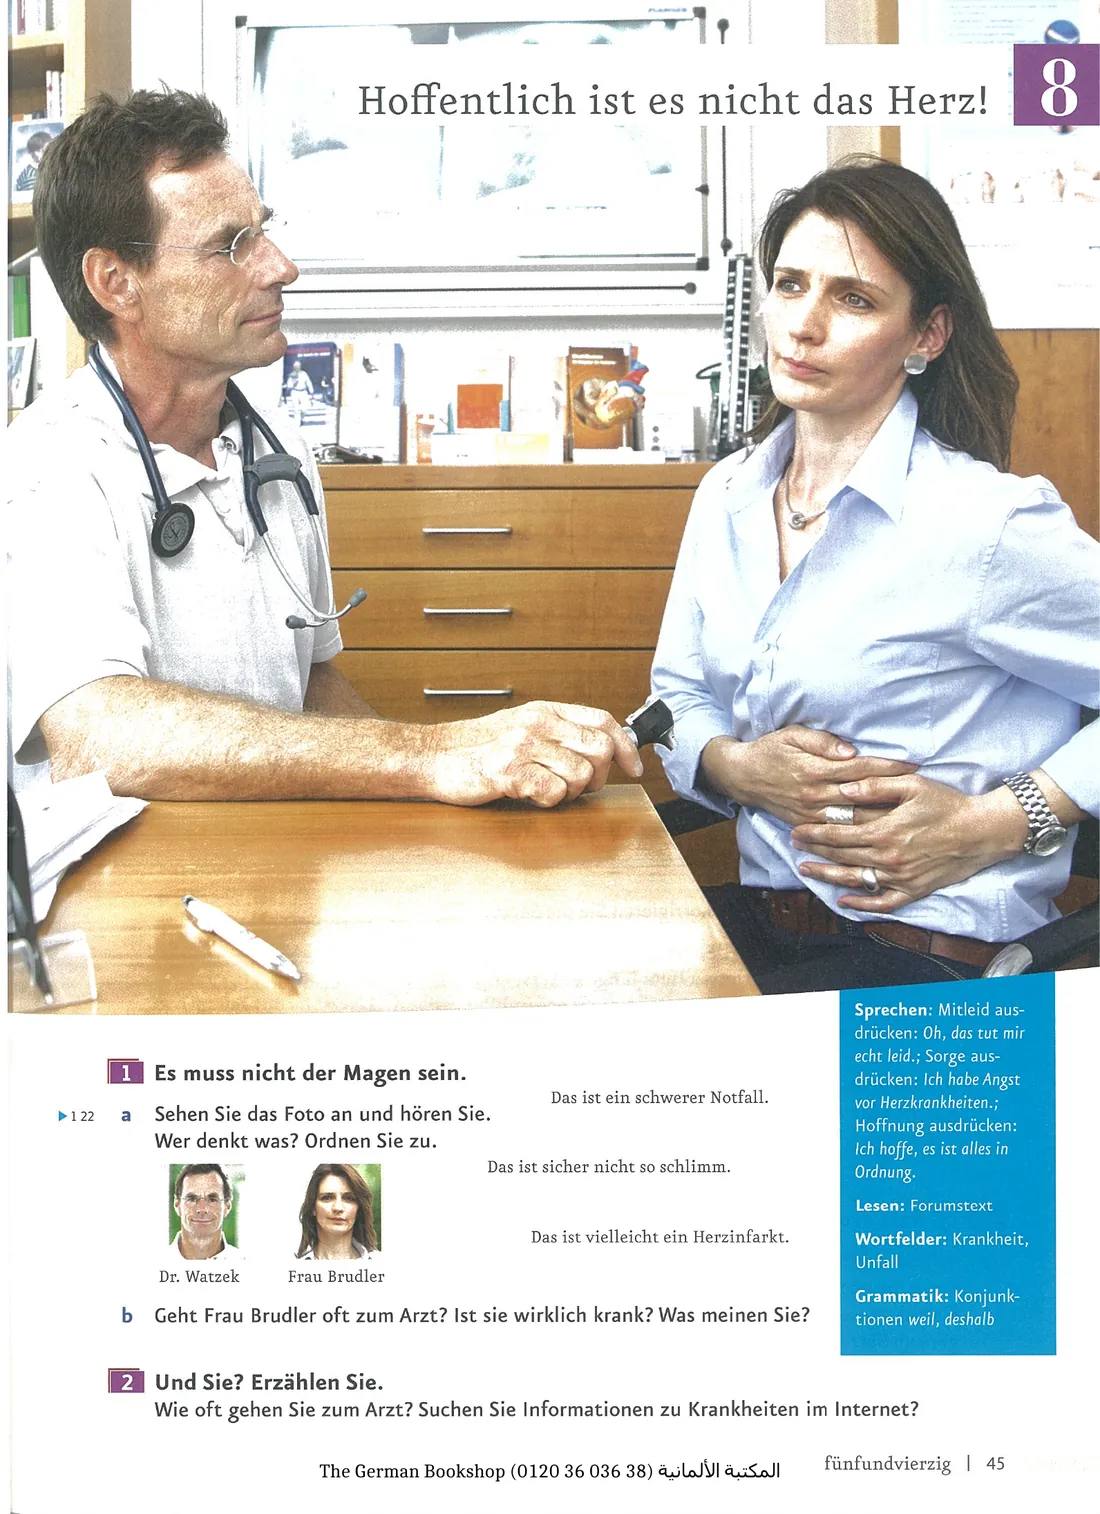 Hoffentlich ist es nicht das Herz!
8
Sprechen: Mitleid aus-
drücken: Oh, das tut mir
echt leid.; Sorge aus-
drücken: Ich habe Angst
vor Herzkrankheiten.;
Hoffnung ausdrücken:
Ich hoffe, es ist alles in
Ordnung.
Lesen: Forumstext
Wortfelder: Krankheit,
Unfall
Grammatik: Konjunk-
tionen weil, deshalb
1 Es muss nicht der Magen sein.
▶ 1 22 a Sehen Sie das Foto an und hören Sie.
Wer denkt was? Ordnen Sie zu.
Das ist ein schwerer Notfall.
Das ist sicher nicht so schlimm.
Das ist vielleicht ein Herzinfarkt.
Dr. Watzek Frau Brudler
b Geht Frau Brudler oft zum Arzt? Ist sie wirklich krank? Was meinen Sie?
2 Und Sie? Erzählen Sie.
Wie oft gehen Sie zum Arzt? Suchen Sie Informationen zu Krankheiten im Internet?
The German Bookshop (0120 36 036 38) المكتبة الألمانية
fünfundvierzig | 45